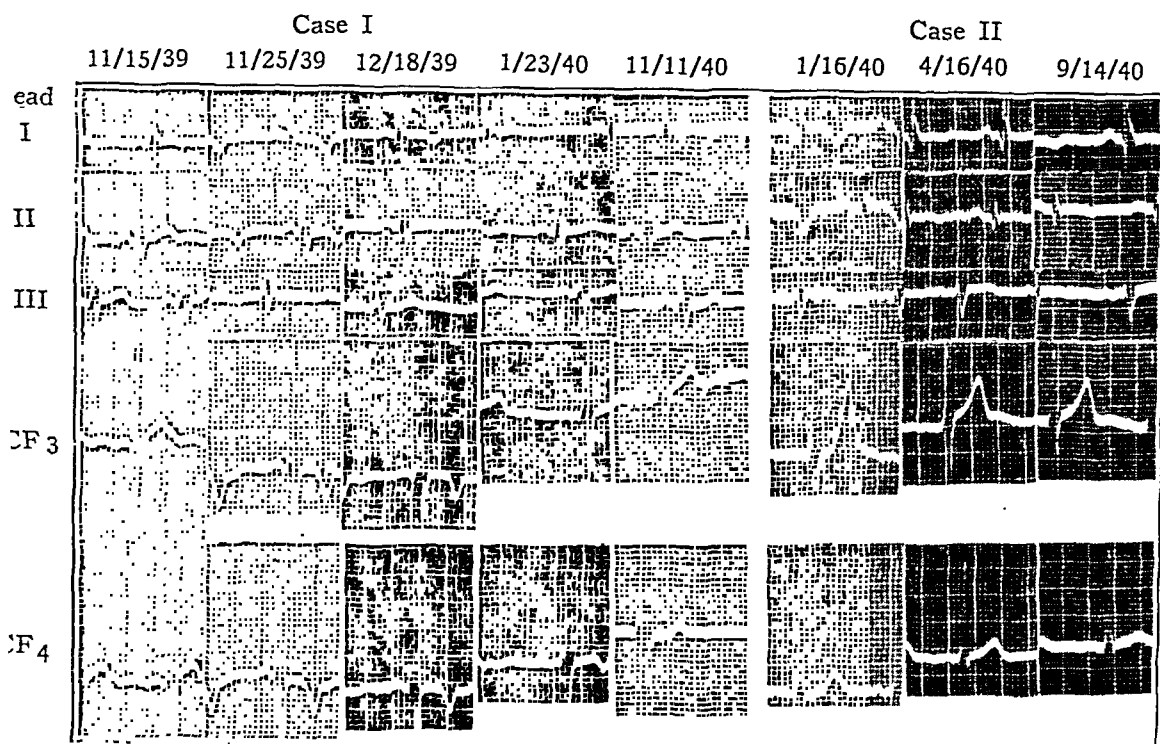 Case I Case II
11/15/39 11/25/39 12/18/39 1/23/40 11/11/40 1/16/40 4/16/40 9/14/40
ead
I
II
III
CF 3
CF 4